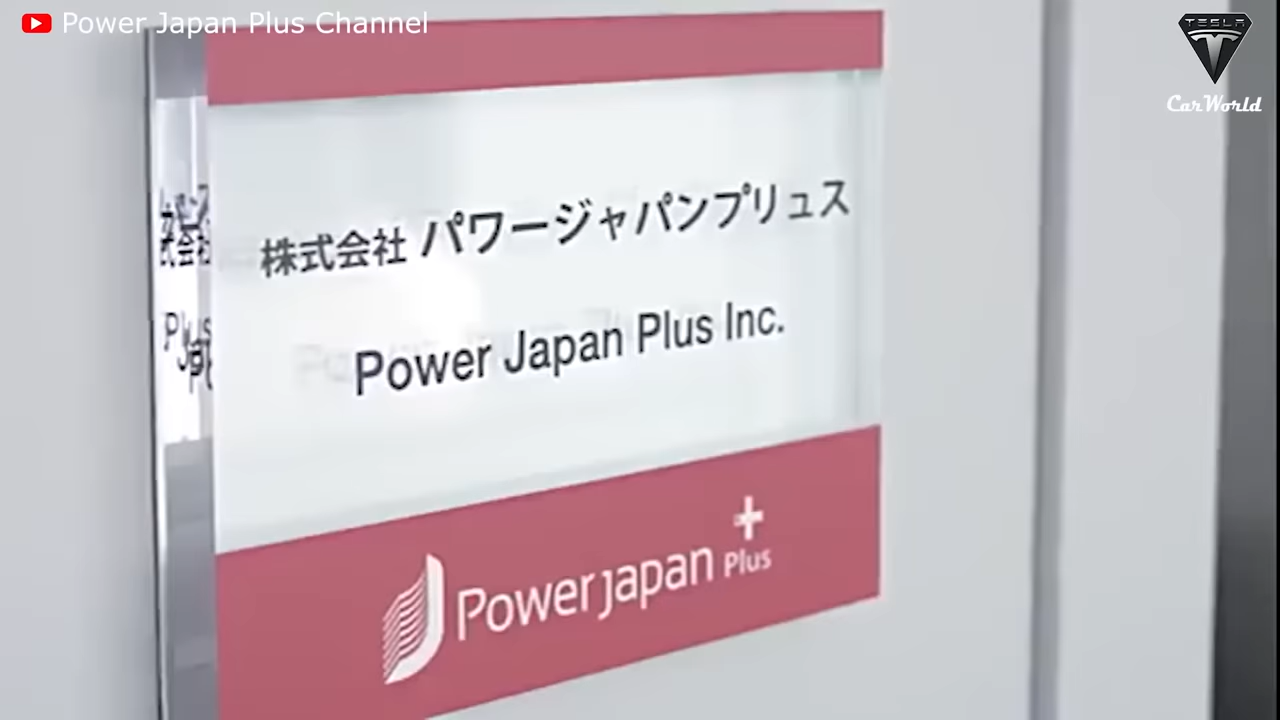 Power Japan Plus Channel
TESLA
CarWorld
株式会社 パワージャパンプリュス
Power Japan Plus Inc.
Power Japan Plus